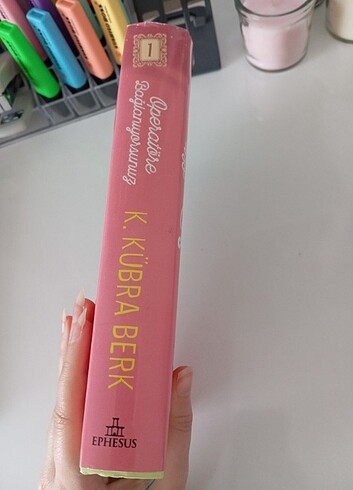 1
Operatöre
Bağlanıyorsunuz
K. KÜBRA BERK
EPHESUS